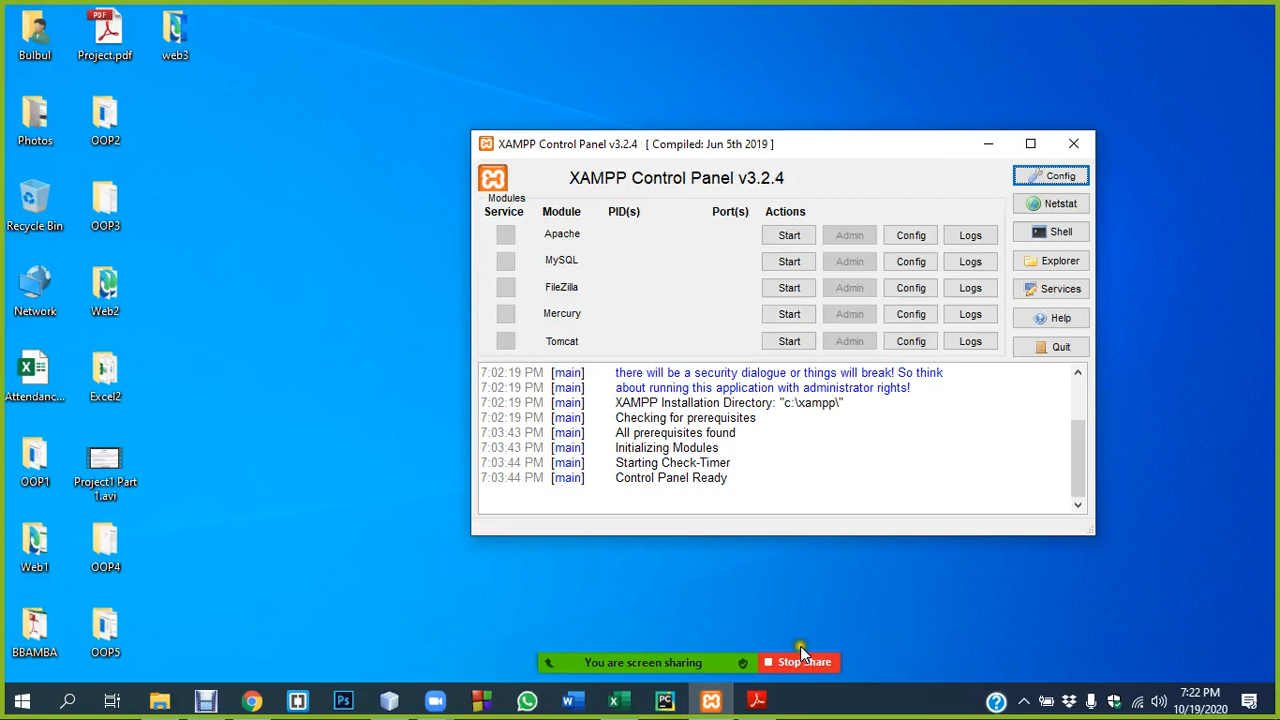 Bulbul
Project.pdf
web3
Photos
OOP2
Recycle Bin
OOP3
Network
Web2
Attendanc...
Excel2
OOP1
Project1 Part
1.avi
Web1
OOP4
BBAMBA
OOP5
XAMPP Control Panel v3.2.4 [ Compiled: Jun 5th 2019 ]
XAMPP Control Panel v3.2.4
Config
Modules
Service Module PID(s) Port(s) Actions
Netstat
Apache Start Admin Config Logs
Shell
MySQL Start Admin Config Logs
Explorer
FileZilla Start Admin Config Logs
Services
Mercury Start Admin Config Logs
Help
Tomcat Start Admin Config Logs
Quit
7:02:19 PM [main] there will be a security dialogue or things will break! So think
7:02:19 PM [main] about running this application with administrator rights!
7:02:19 PM [main] XAMPP Installation Directory: "c:\xampp\"
7:02:19 PM [main] Checking for prerequisites
7:03:43 PM [main] All prerequisites found
7:03:43 PM [main] Initializing Modules
7:03:44 PM [main] Starting Check-Timer
7:03:44 PM [main] Control Panel Ready
You are screen sharing
Stop Share
7:22 PM
10/19/2020